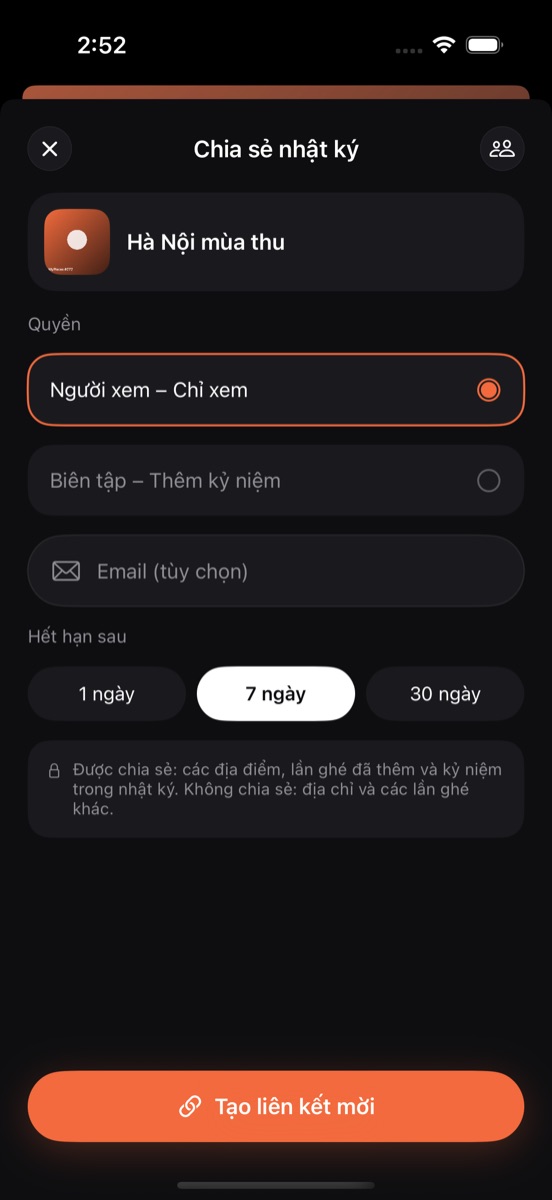 2:52
Chia sẻ nhật ký
Hà Nội mùa thu
Quyền
Người xem – Chỉ xem
Biên tập – Thêm kỷ niệm
Email (tùy chọn)
Hết hạn sau
1 ngày
7 ngày
30 ngày
Được chia sẻ: các địa điểm, lần ghé đã thêm và kỷ niệm
trong nhật ký. Không chia sẻ: địa chỉ và các lần ghé
khác.
Tạo liên kết mời